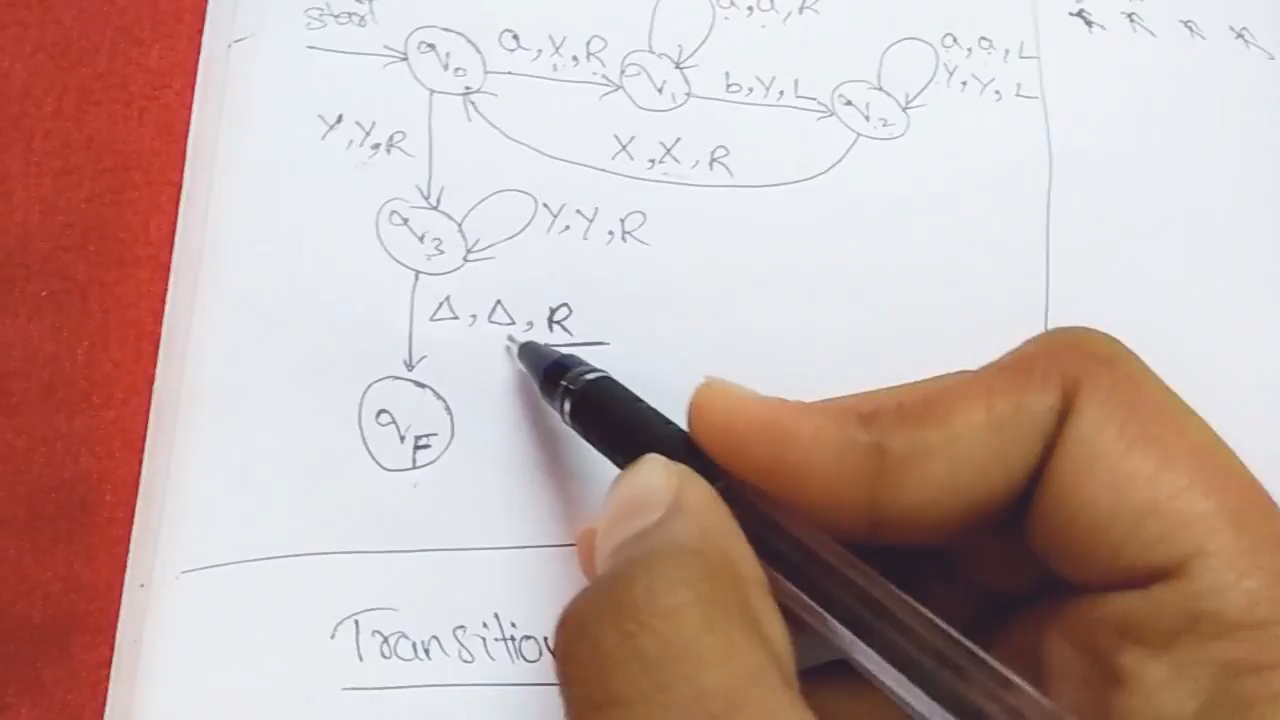 start
a, a, R
q0 a, X, R q1 b, Y, L q2 a, a, L
Y, Y, L
Y, Y, R
X, X, R
q3 Y, Y, R
Δ, Δ, R
qF
Transition